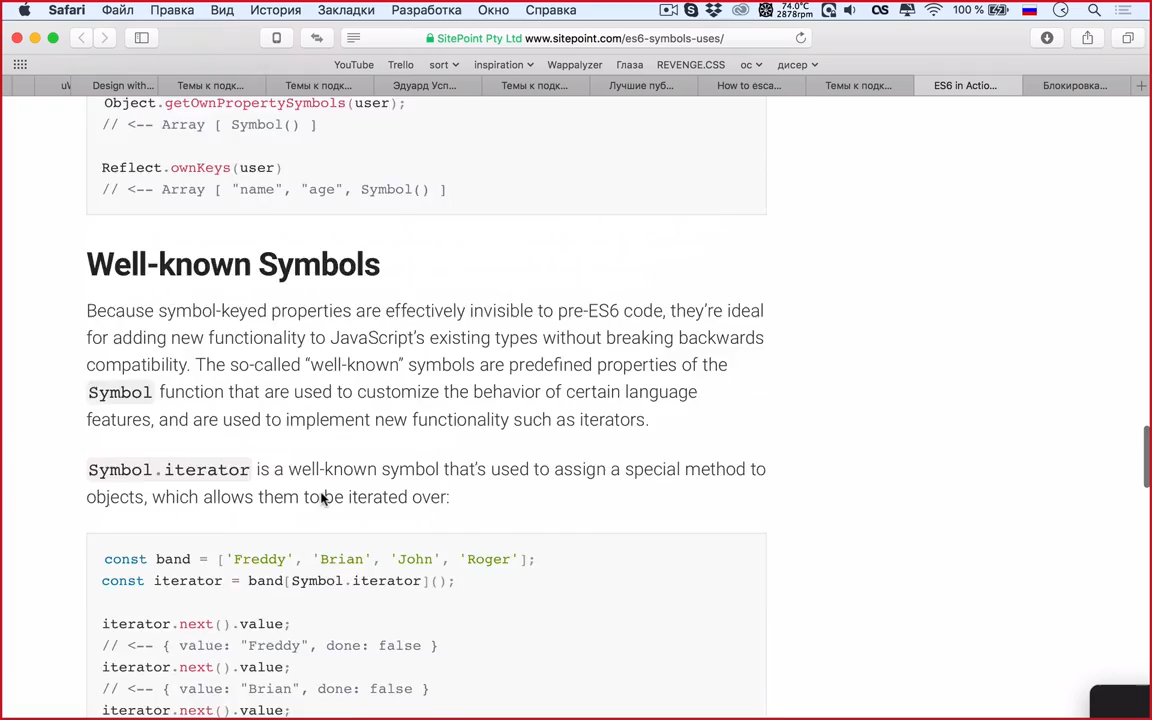 Safari Файл Правка Вид История Закладки Разработка Окно Справка 74.0°C 2878rpm 100 %
SitePoint Pty Ltd www.sitepoint.com/es6-symbols-uses/
YouTube Trello sort inspiration Wappalyzer Глаза REVENGE.CSS ос дисер
Design with... Темы к подк... Темы к подк... Эдуард Усп... Темы к подк... Лучшие пуб... How to esca... Темы к подк... ES6 in Actio... Блокировка...
Object.getOwnPropertySymbols(user);
// <-- Array [ Symbol() ]
Reflect.ownKeys(user)
// <-- Array [ "name", "age", Symbol() ]
Well-known Symbols
Because symbol-keyed properties are effectively invisible to pre-ES6 code, they’re ideal
for adding new functionality to JavaScript’s existing types without breaking backwards
compatibility. The so-called “well-known” symbols are predefined properties of the
Symbol function that are used to customize the behavior of certain language
features, and are used to implement new functionality such as iterators.
Symbol.iterator is a well-known symbol that’s used to assign a special method to
objects, which allows them to be iterated over:
const band = ['Freddy', 'Brian', 'John', 'Roger'];
const iterator = band[Symbol.iterator]();
iterator.next().value;
// <-- { value: "Freddy", done: false }
iterator.next().value;
// <-- { value: "Brian", done: false }
iterator.next().value;